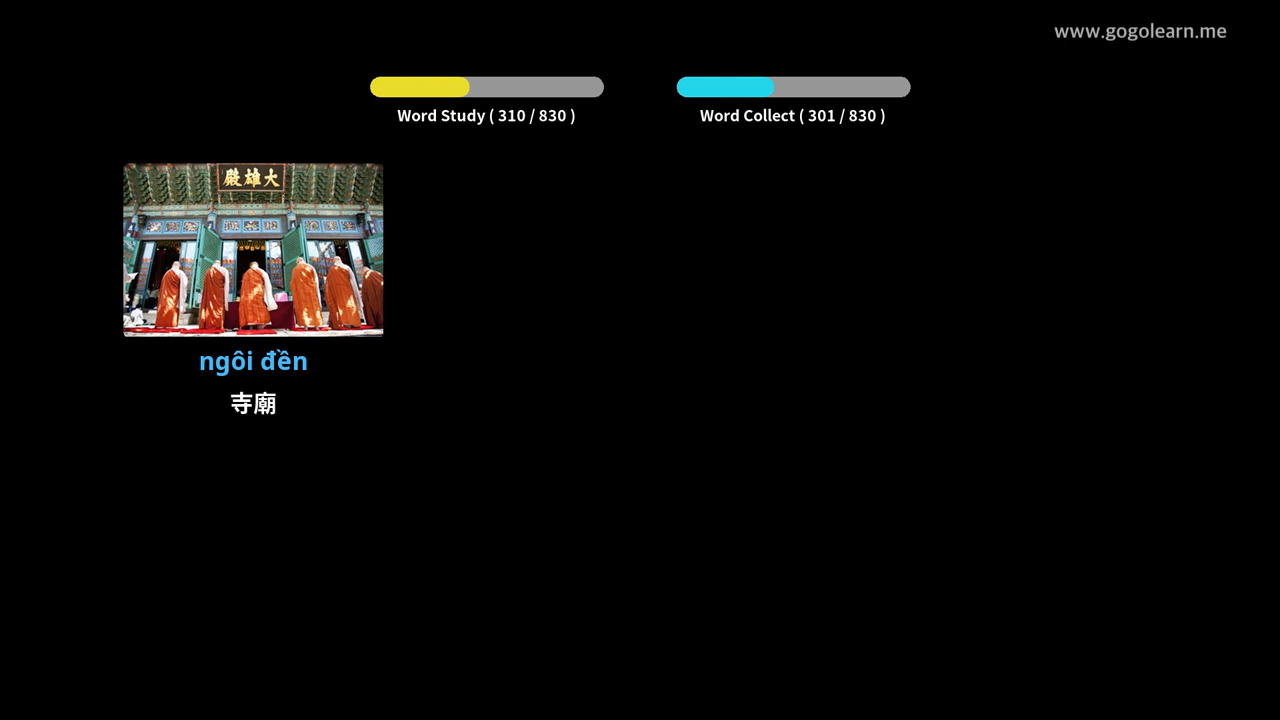 www.gogolearn.me
Word Study ( 310 / 830 )
Word Collect ( 301 / 830 )
殿雄大
ngôi đền
寺廟